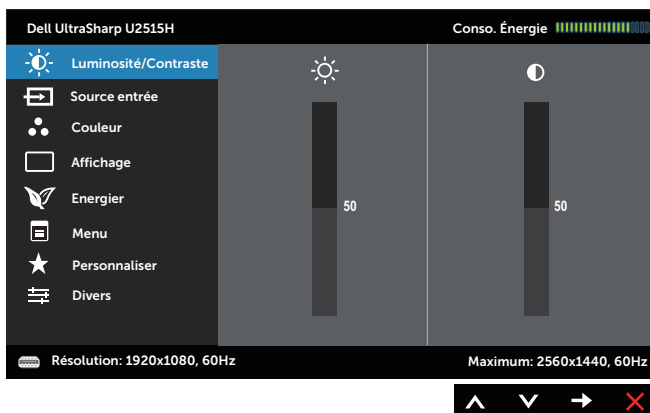 Dell UltraSharp U2515H
Conso. Énergie
Luminosité/Contraste
Source entrée
Couleur
Affichage
Energier
Menu
Personnaliser
Divers
50
50
Résolution: 1920x1080, 60Hz
Maximum: 2560x1440, 60Hz